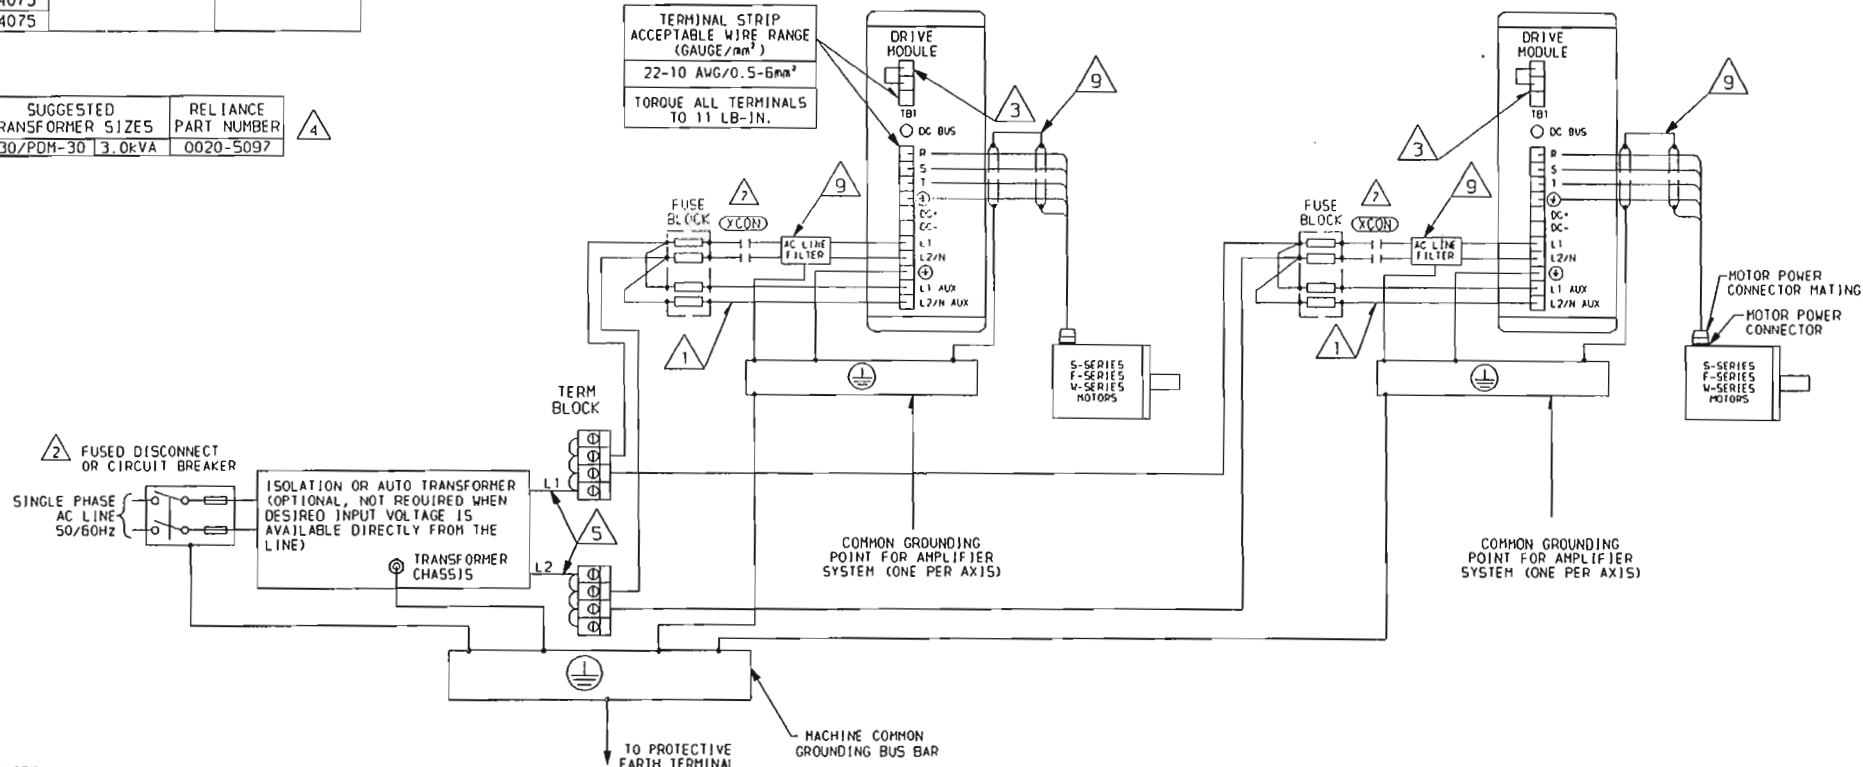 4075
4075
SUGGESTED
RANSFORMER SIZES
RELIANCE
PART NUMBER
30/PDM-30
3.0kVA
0020-5097
4
TERMINAL STRIP
ACCEPTABLE WIRE RANGE
(GAUGE/mm²)
22-10 AWG/0.5-6mm²
TORQUE ALL TERMINALS
TO 11 LB-IN.
DRIVE
MODULE
TB1
DC BUS
R
S
T
DC+
DC-
L1
L2/N
L1 AUX
L2/N AUX
3
9
9
7
FUSE
BLOCK
XCON
AC LINE
FILTER
1
S-SERIES
F-SERIES
W-SERIES
MOTORS
DRIVE
MODULE
TB1
DC BUS
R
S
T
DC+
DC-
L1
L2/N
L1 AUX
L2/N AUX
3
9
9
7
FUSE
BLOCK
XCON
AC LINE
FILTER
1
MOTOR POWER
CONNECTOR MATING
MOTOR POWER
CONNECTOR
S-SERIES
F-SERIES
W-SERIES
MOTORS
TERM
BLOCK
2
FUSED DISCONNECT
OR CIRCUIT BREAKER
SINGLE PHASE
AC LINE
50/60Hz
ISOLATION OR AUTO TRANSFORMER
(OPTIONAL, NOT REQUIRED WHEN
DESIRED INPUT VOLTAGE IS
AVAILABLE DIRECTLY FROM THE
LINE)
TRANSFORMER
CHASSIS
L1
5
L2
COMMON GROUNDING
POINT FOR AMPLIFIER
SYSTEM (ONE PER AXIS)
COMMON GROUNDING
POINT FOR AMPLIFIER
SYSTEM (ONE PER AXIS)
MACHINE COMMON
GROUNDING BUS BAR
TO PROTECTIVE
EARTH TERMINAL